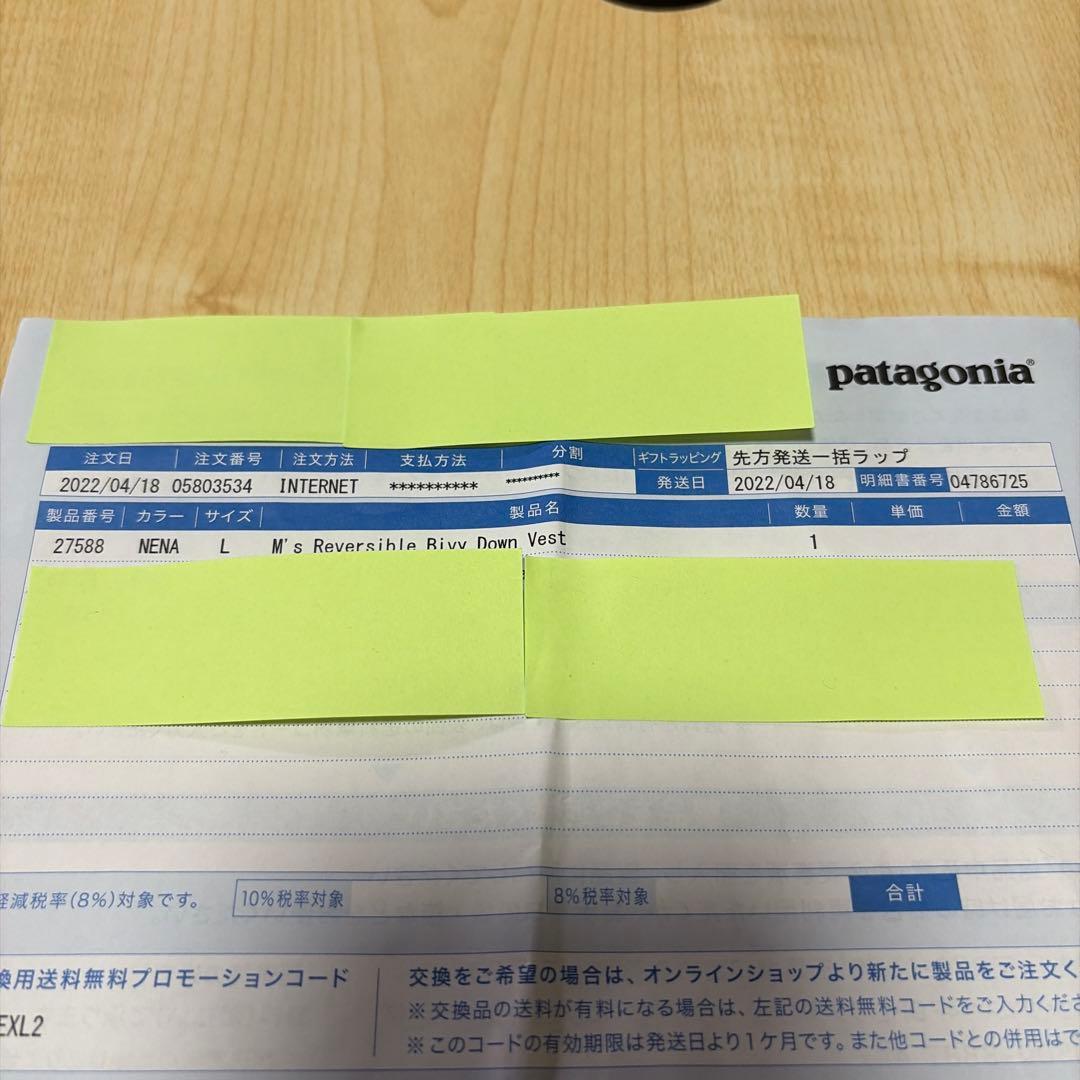 patagonia®
注文日 注文番号 注文方法 支払方法 分割 ギフトラッピング 先方発送一括ラップ
2022/04/18 05803534 INTERNET ********** ********** 発送日 2022/04/18 明細書番号 04786725
製品番号 カラー サイズ 製品名 数量 単価 金額
27588 NENA L M's Reversible Bivy Down Vest 1
軽減税率(8%)対象です。 10%税率対象 8%税率対象 合計
換用送料無料プロモーションコード
EXL2
交換をご希望の場合は、オンラインショップより新たに製品をご注文く
※交換品の送料が有料になる場合は、左記の送料無料コードをご入力くださ
※このコードの有効期限は発送日より1ケ月です。また他コードとの併用はで